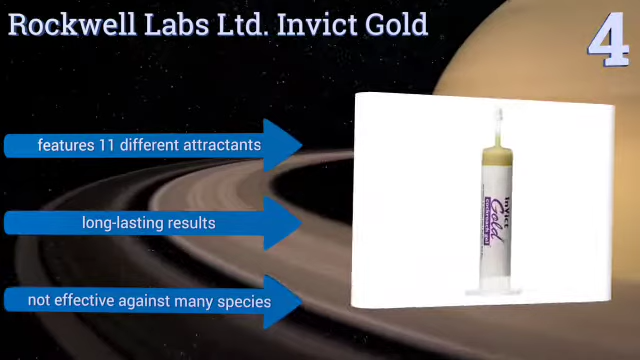 Rockwell Labs Ltd. Invict Gold
4
features 11 different attractants
long-lasting results
not effective against many species
InVict
Gold